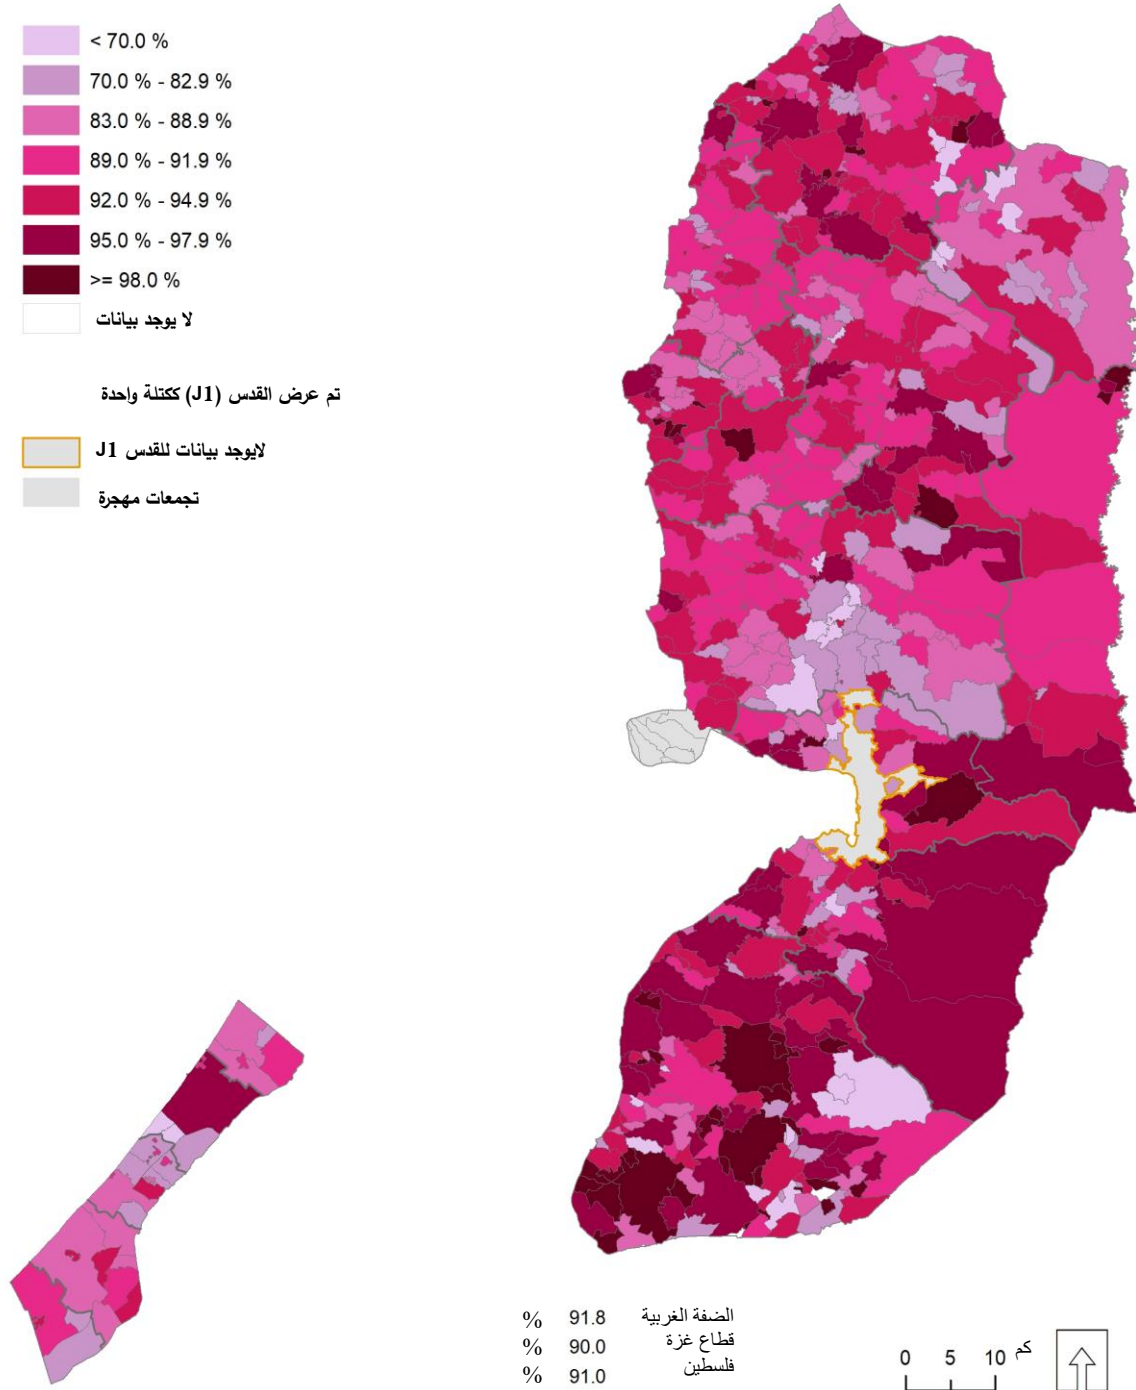 < 70.0 %
70.0 % - 82.9 %
83.0 % - 88.9 %
89.0 % - 91.9 %
92.0 % - 94.9 %
95.0 % - 97.9 %
>= 98.0 %
لا يوجد بيانات
تم عرض القدس (J1) ككتلة واحدة
لايوجد بيانات للقدس J1
تجمعات مهجرة
الضفة الغربية 91.8 %
قطاع غزة 90.0 %
فلسطين 91.0 %
كم
0 5 10